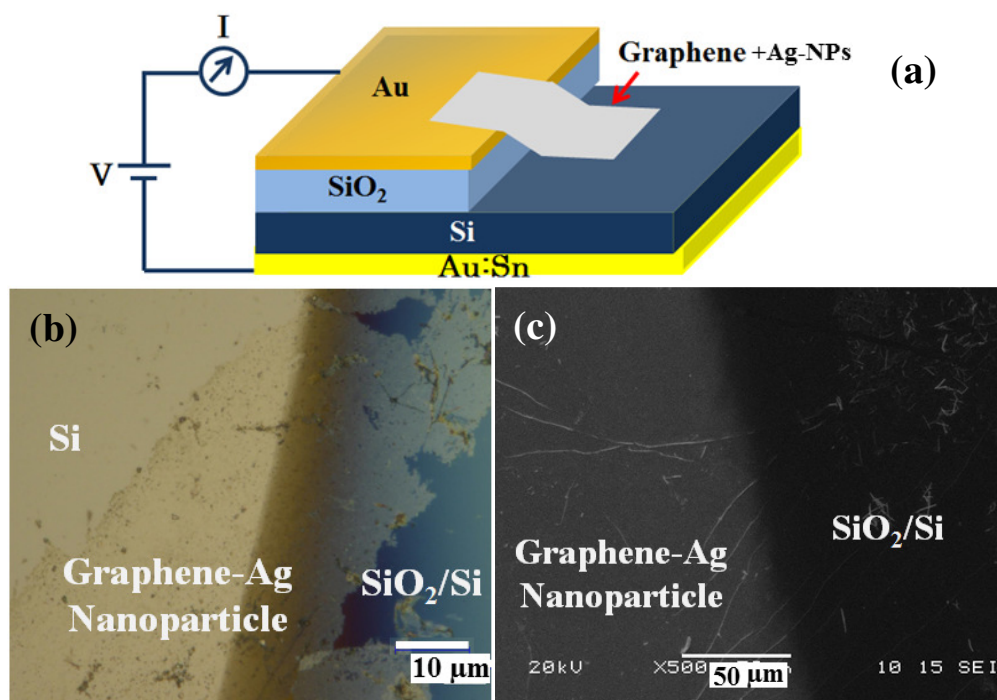 I
V
Au
Graphene +Ag-NPs
(a)
SiO₂
Si
Au:Sn
(b)
Si
Graphene-Ag
Nanoparticle
SiO₂/Si
10 µm
(c)
SiO₂/Si
Graphene-Ag
Nanoparticle
20kV X500 50 µm 10 15 SEI